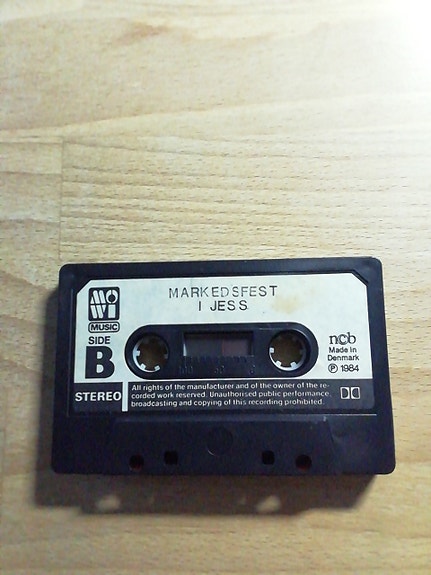 MARKEDSFEST
I JESS
MOVI
MUSIC
SIDE
B
STEREO
ncb
Made in
Denmark
Ⓟ 1984
All rights of the manufacturer and of the owner of the re-
corded work reserved. Unauthorised public performance,
broadcasting and copying of this recording prohibited.